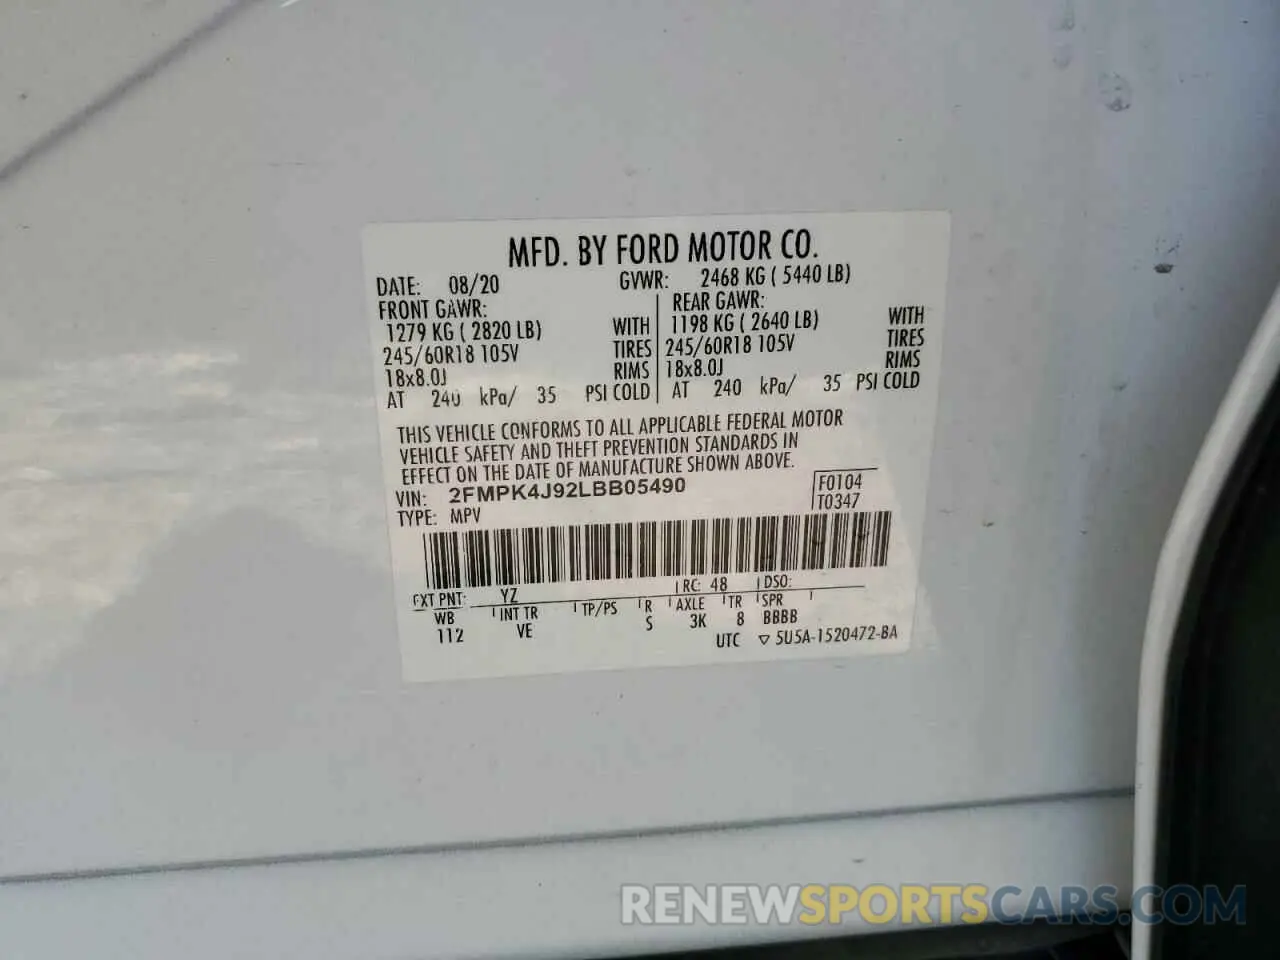 MFD. BY FORD MOTOR CO.
DATE: 08/20 GVWR: 2468 KG ( 5440 LB)
FRONT GAWR: REAR GAWR:
1279 KG ( 2820 LB) WITH 1198 KG ( 2640 LB) WITH
245/60R18 105V TIRES 245/60R18 105V TIRES
18x8.0J RIMS 18x8.0J RIMS
AT 240 kPa/ 35 PSI COLD AT 240 kPa/ 35 PSI COLD
THIS VEHICLE CONFORMS TO ALL APPLICABLE FEDERAL MOTOR
VEHICLE SAFETY AND THEFT PREVENTION STANDARDS IN
EFFECT ON THE DATE OF MANUFACTURE SHOWN ABOVE.
VIN: 2FMPK4J92LBB05490 F0104
TYPE: MPV T0347
EXT PNT: YZ RC: 48 DSO:
WB INT TR TP/PS R AXLE TR SPR
112 VE S 3K 8 BBBB
UTC ▽ 5U5A-1520472-BA
RENEWSPORTSCARS.COM